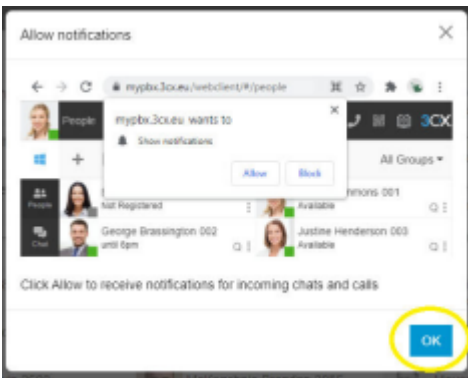 Allow notifications
mypbx.3cx.eu/webclient/#/people
People
3CX
mypbx.3cx.eu wants to
Show notifications
Allow
Block
All Groups
People
Not Registered
mmons 001
Available
Chat
George Brassington 002
until 6pm
Justine Henderson 003
Available
Click Allow to receive notifications for incoming chats and calls
OK